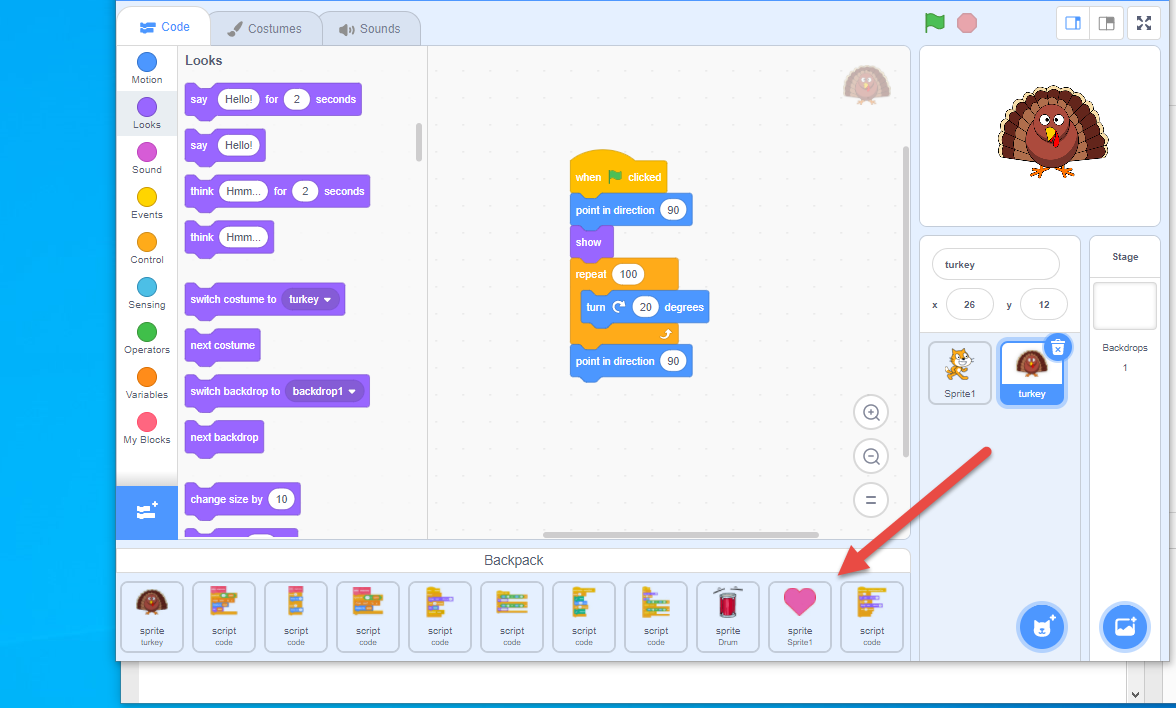 Code
Costumes
Sounds
Motion
Looks
Sound
Events
Control
Sensing
Operators
Variables
My Blocks
Looks
say Hello! for 2 seconds
say Hello!
think Hmm... for 2 seconds
think Hmm...
switch costume to turkey
next costume
switch backdrop to backdrop1
next backdrop
change size by 10
when clicked
point in direction 90
show
repeat 100
turn 20 degrees
point in direction 90
turkey
x 26 y 12
Sprite1
turkey
Stage
Backdrops
1
Backpack
sprite
turkey
script
code
script
code
script
code
script
code
script
code
script
code
script
code
sprite
Drum
sprite
Sprite1
script
code